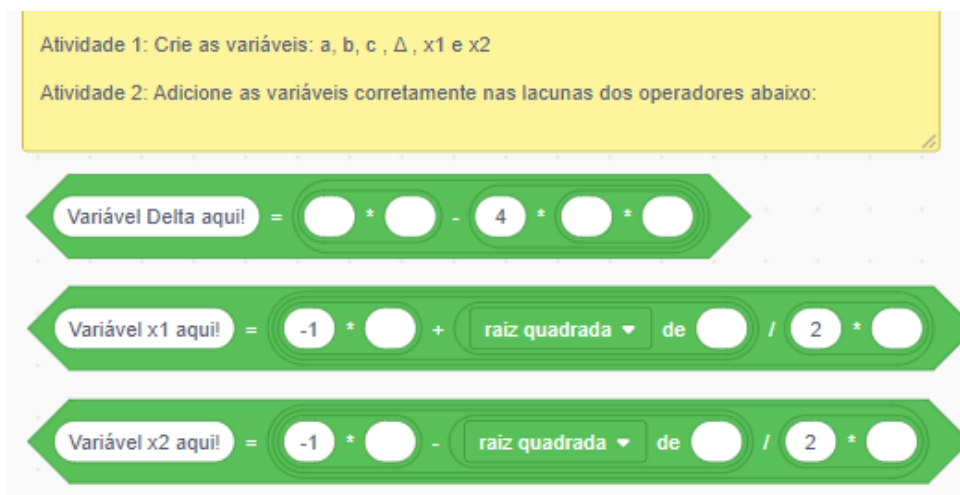 Atividade 1: Crie as variáveis: a, b, c , Δ , x1 e x2
Atividade 2: Adicione as variáveis corretamente nas lacunas dos operadores abaixo:
Variável Delta aqui! = * - 4 * *
Variável x1 aqui! = -1 * + raiz quadrada de / 2 *
Variável x2 aqui! = -1 * - raiz quadrada de / 2 *